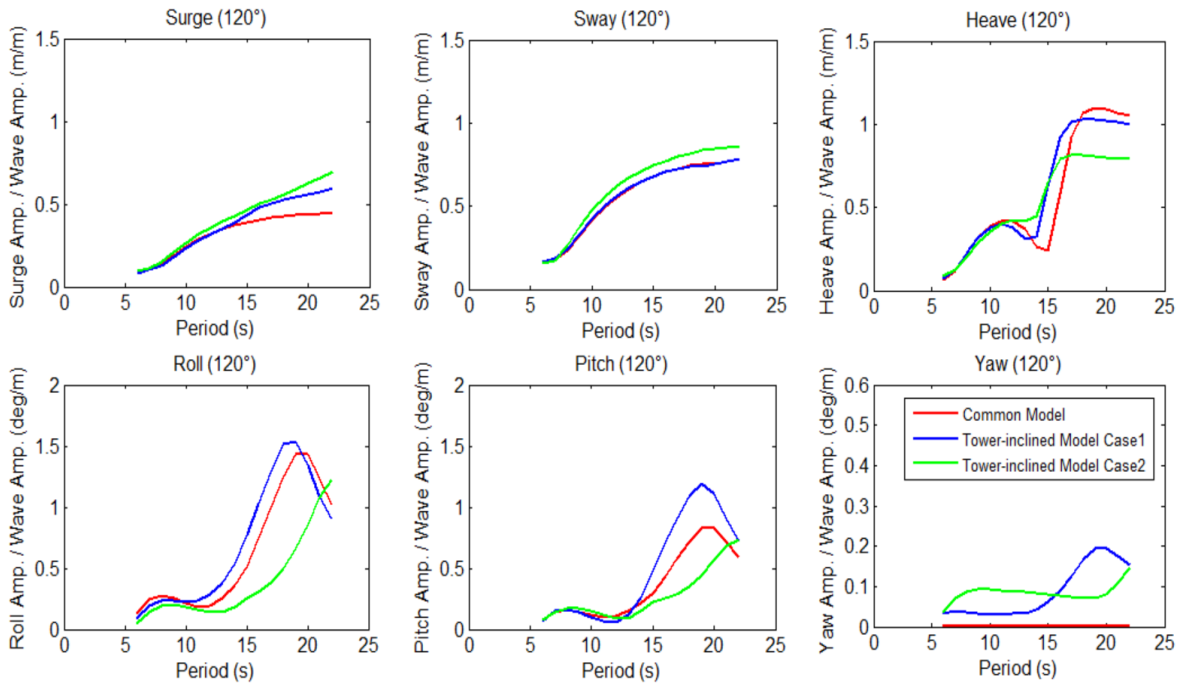 Surge (120°)
Surge Amp. / Wave Amp. (m/m)
1.5
1
0.5
0
0 5 10 15 20 25
Period (s)
Sway (120°)
Sway Amp. / Wave Amp. (m/m)
1.5
1
0.5
0
0 5 10 15 20 25
Period (s)
Heave (120°)
Heave Amp. / Wave Amp. (m/m)
1.5
1
0.5
0
0 5 10 15 20 25
Period (s)
Roll (120°)
Roll Amp. / Wave Amp. (deg/m)
2
1.5
1
0.5
0
0 5 10 15 20 25
Period (s)
Pitch (120°)
Pitch Amp. / Wave Amp. (deg/m)
2
1.5
1
0.5
0
0 5 10 15 20 25
Period (s)
Yaw (120°)
Yaw Amp. / Wave Amp. (deg/m)
0.6
0.5
0.4
0.3
0.2
0.1
0
0 5 10 15 20 25
Period (s)
Common Model
Tower-inclined Model Case1
Tower-inclined Model Case2